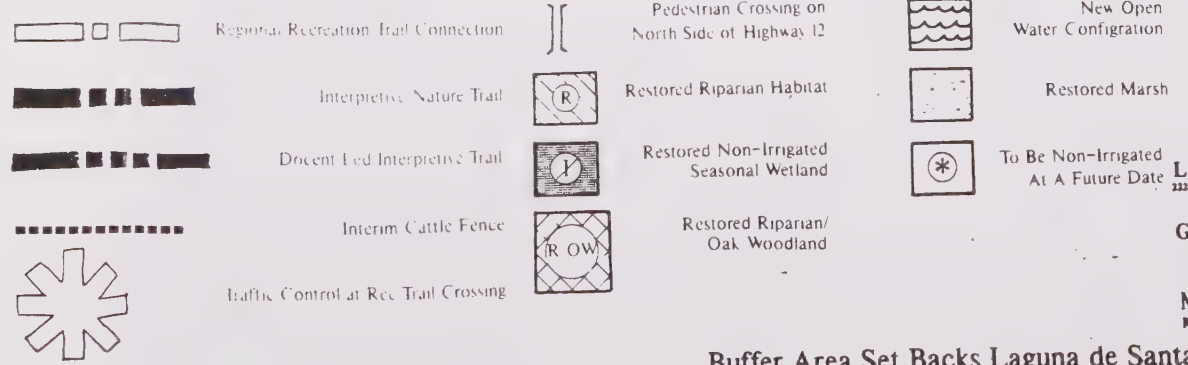 Regional Recreation Trail Connection
Interpretive Nature Trail
Docent Led Interpretive Trail
Interim Cattle Fence
Traffic Control at Rec Trail Crossing
Pedestrian Crossing on
North Side of Highway 12
R
Restored Riparian Habitat
I
Restored Non-Irrigated
Seasonal Wetland
R OW
Restored Riparian/
Oak Woodland
New Open
Water Configration
Restored Marsh
*
To Be Non-Irrigated
At A Future Date
L
G
Buffer Area Set Backs Laguna de Santa